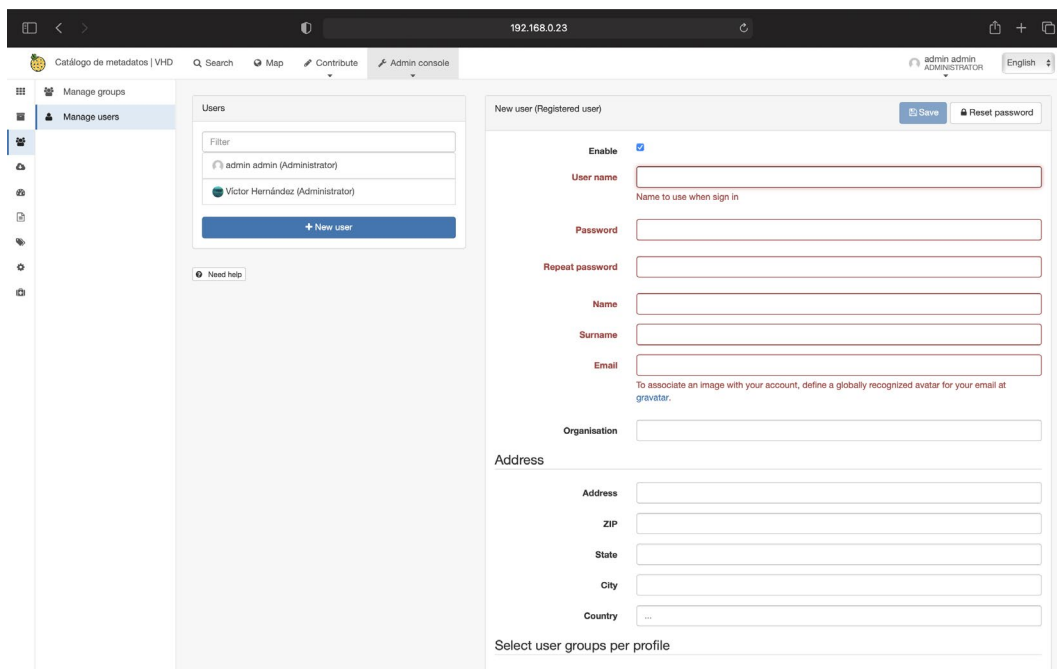 192.168.0.23
Catálogo de metadatos | VHD
Search
Map
Contribute
Admin console
admin admin
ADMINISTRATOR
English
Manage groups
Manage users
Users
Filter
admin admin (Administrator)
Víctor Hernández (Administrator)
+ New user
Need help
New user (Registered user)
Save
Reset password
Enable
User name
Name to use when sign in
Password
Repeat password
Name
Surname
Email
To associate an image with your account, define a globally recognized avatar for your email at
gravatar.
Organisation
Address
Address
ZIP
State
City
Country
...
Select user groups per profile